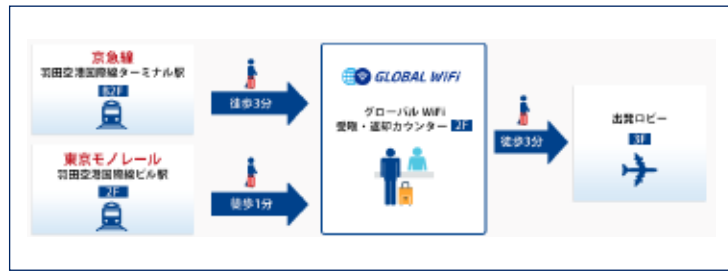 京急線
羽田空港国際線ターミナル駅
B2F
徒歩3分
東京モノレール
羽田空港国際線ビル駅
2F
徒歩1分
GLOBAL WiFi
グローバル WiFi
受取・返却カウンター 2F
徒歩3分
出発ロビー
3F